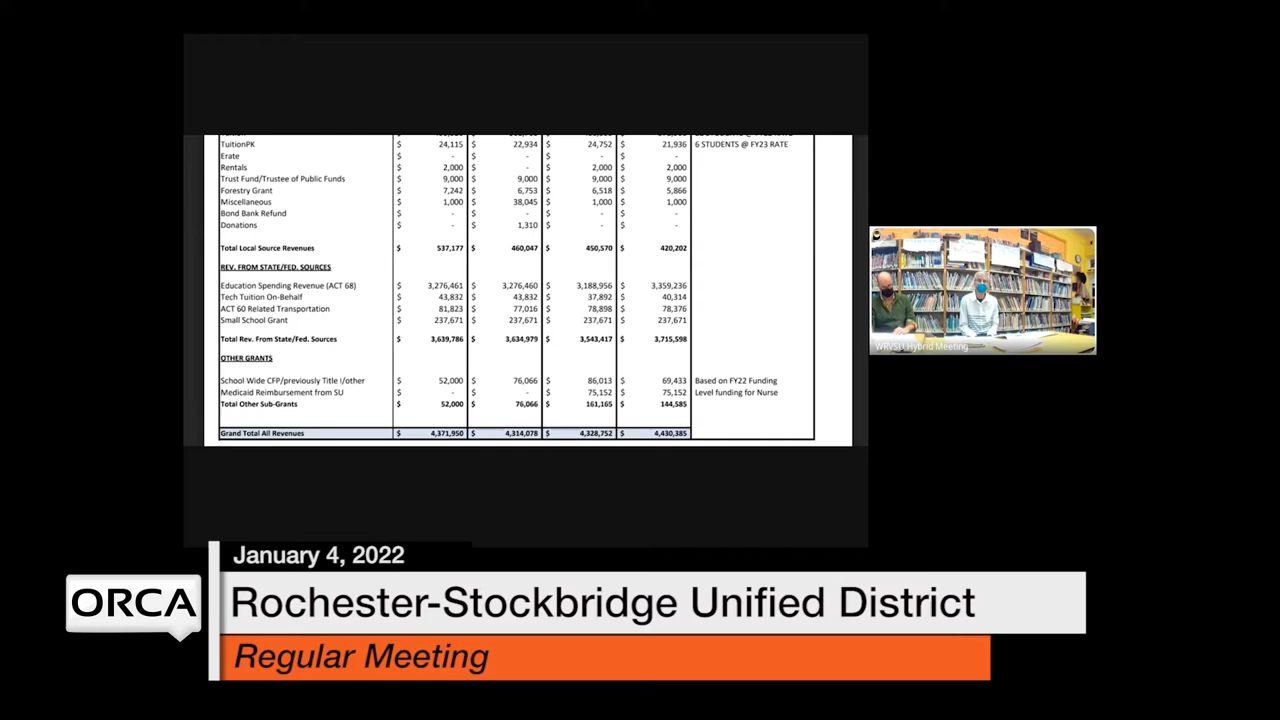 TuitionPK $ 24,115 $ 22,934 $ 24,752 $ 21,936 6 STUDENTS @ FY23 RATE
Erate $ - $ - $ - $ -
Rentals $ 2,000 $ - $ 2,000 $ 2,000
Trust Fund/Trustee of Public Funds $ 9,000 $ 9,000 $ 9,000 $ 9,000
Forestry Grant $ 7,242 $ 6,753 $ 6,518 $ 5,866
Miscellaneous $ 1,000 $ 38,045 $ 1,000 $ 1,000
Bond Bank Refund $ - $ - $ - $ -
Donations $ - $ 1,310 $ - $ -
Total Local Source Revenues $ 537,177 $ 460,047 $ 450,570 $ 420,202
REV. FROM STATE/FED. SOURCES
Education Spending Revenue (ACT 68) $ 3,276,461 $ 3,276,460 $ 3,188,956 $ 3,359,236
Tech Tuition On-Behalf $ 43,832 $ 43,832 $ 37,892 $ 40,314
ACT 60 Related Transportation $ 81,823 $ 77,016 $ 78,898 $ 78,376
Small School Grant $ 237,671 $ 237,671 $ 237,671 $ 237,671
Total Rev. From State/Fed. Sources $ 3,639,786 $ 3,634,979 $ 3,543,417 $ 3,715,598
OTHER GRANTS
School Wide CFP/previously Title I/other $ 52,000 $ 76,066 $ 86,013 $ 69,433 Based on FY22 Funding
Medicaid Reimbursement from SU $ - $ - $ 75,152 $ 75,152 Level funding for Nurse
Total Other Sub-Grants $ 52,000 $ 76,066 $ 161,165 $ 144,585
Grand Total All Revenues $ 4,371,950 $ 4,314,078 $ 4,328,752 $ 4,430,385
WRVSU Hybrid Meeting
January 4, 2022
ORCA
Rochester-Stockbridge Unified District
Regular Meeting